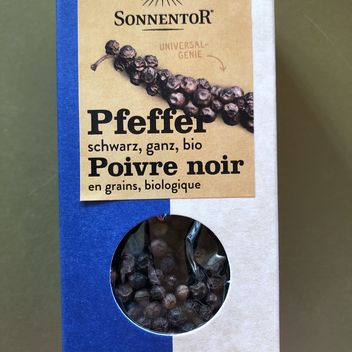 SONNENTOR®
UNIVERSAL-
GENIE
Pfeffer
schwarz, ganz, bio
Poivre noir
en grains, biologique